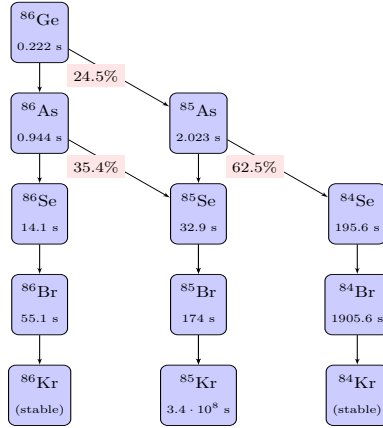 ⁸⁶Ge
0.222 s
24.5%
⁸⁶As
0.944 s
⁸⁵As
2.023 s
35.4%
62.5%
⁸⁶Se
14.1 s
⁸⁵Se
32.9 s
⁸⁴Se
195.6 s
⁸⁶Br
55.1 s
⁸⁵Br
174 s
⁸⁴Br
1905.6 s
⁸⁶Kr
(stable)
⁸⁵Kr
3.4 · 10⁸ s
⁸⁴Kr
(stable)